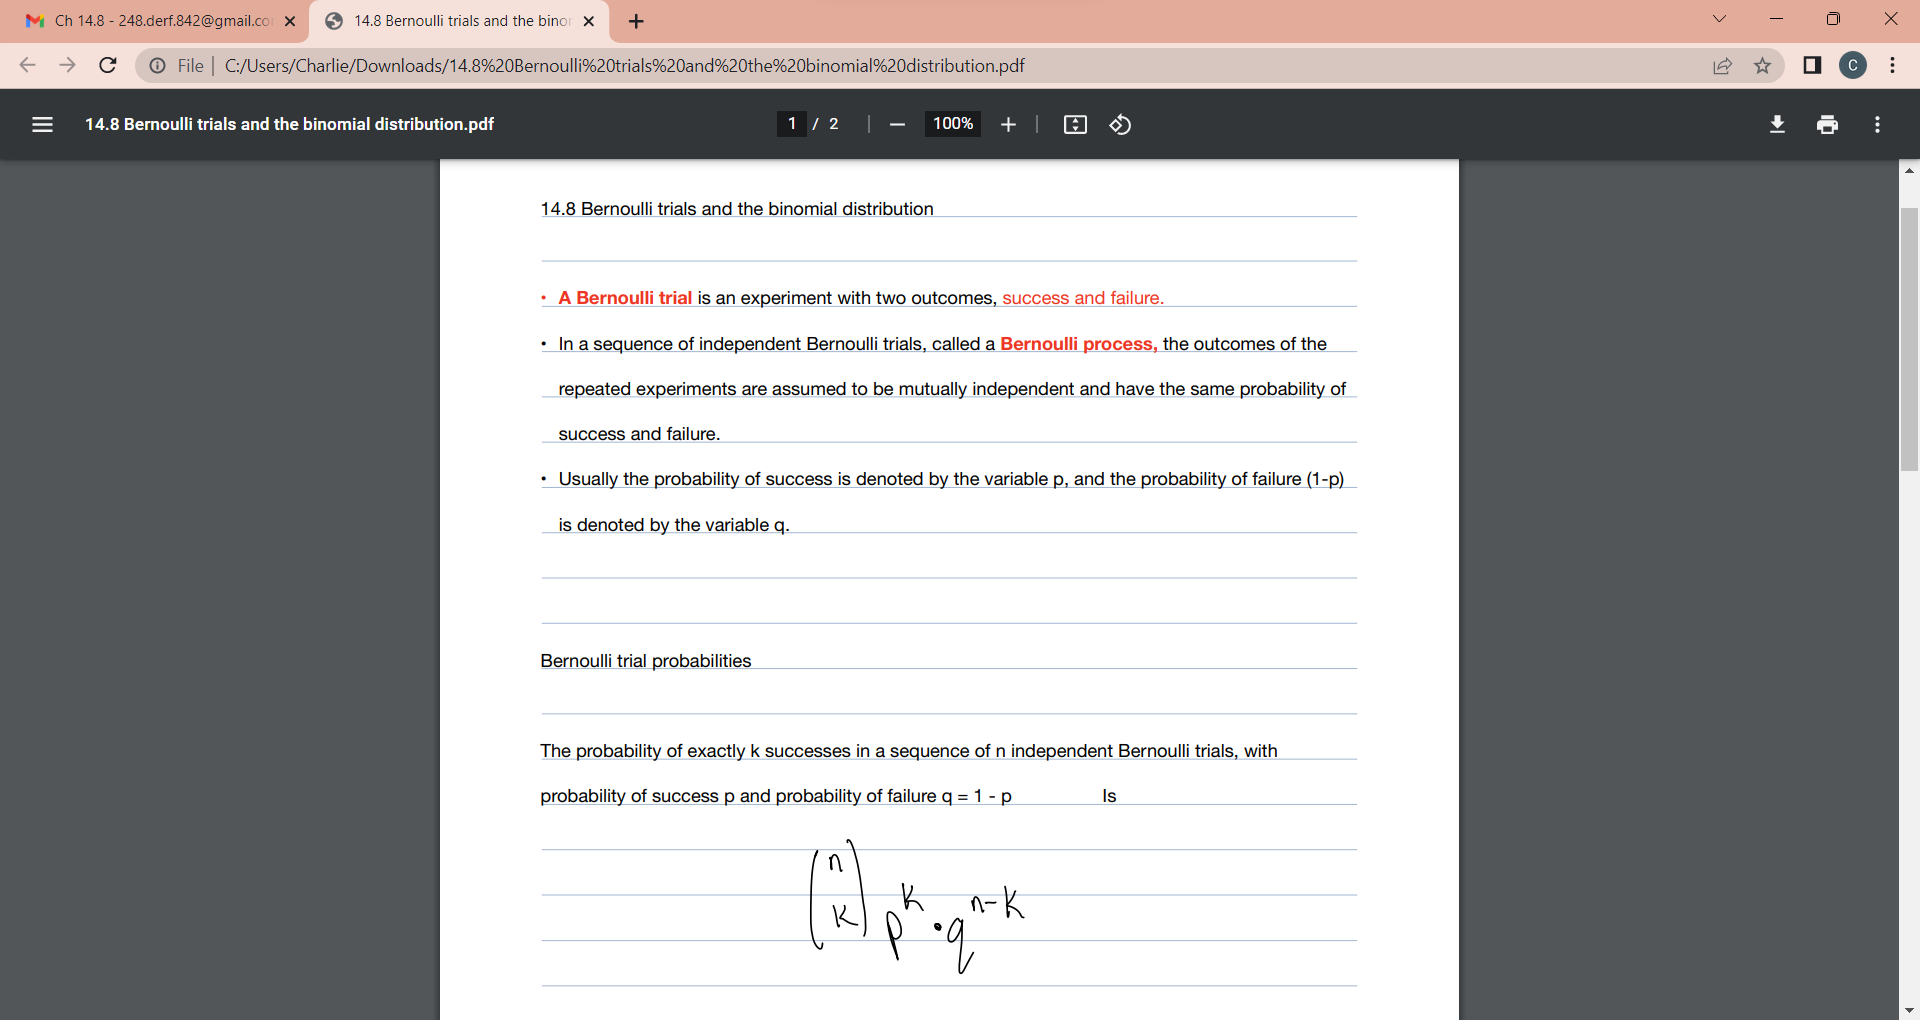 Ch 14.8 - 248.derf.842@gmail.co
14.8 Bernoulli trials and the binor
File
C:/Users/Charlie/Downloads/14.8%20Bernoulli%20trials%20and%20the%20binomial%20distribution.pdf
C
14.8 Bernoulli trials and the binomial distribution.pdf
1 / 2
100%
14.8 Bernoulli trials and the binomial distribution
• A Bernoulli trial is an experiment with two outcomes, success and failure.
• In a sequence of independent Bernoulli trials, called a Bernoulli process, the outcomes of the
repeated experiments are assumed to be mutually independent and have the same probability of
success and failure.
• Usually the probability of success is denoted by the variable p, and the probability of failure (1-p)
is denoted by the variable q.
Bernoulli trial probabilities
The probability of exactly k successes in a sequence of n independent Bernoulli trials, with
probability of success p and probability of failure q = 1 - p Is
(n
k) p^k · q^n-k